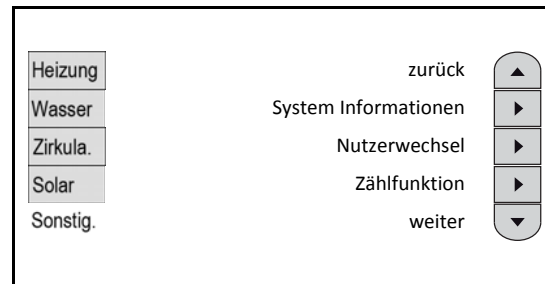 Heizung zurück
Wasser System Informationen
Zirkula. Nutzerwechsel
Solar Zählfunktion
Sonstig. weiter